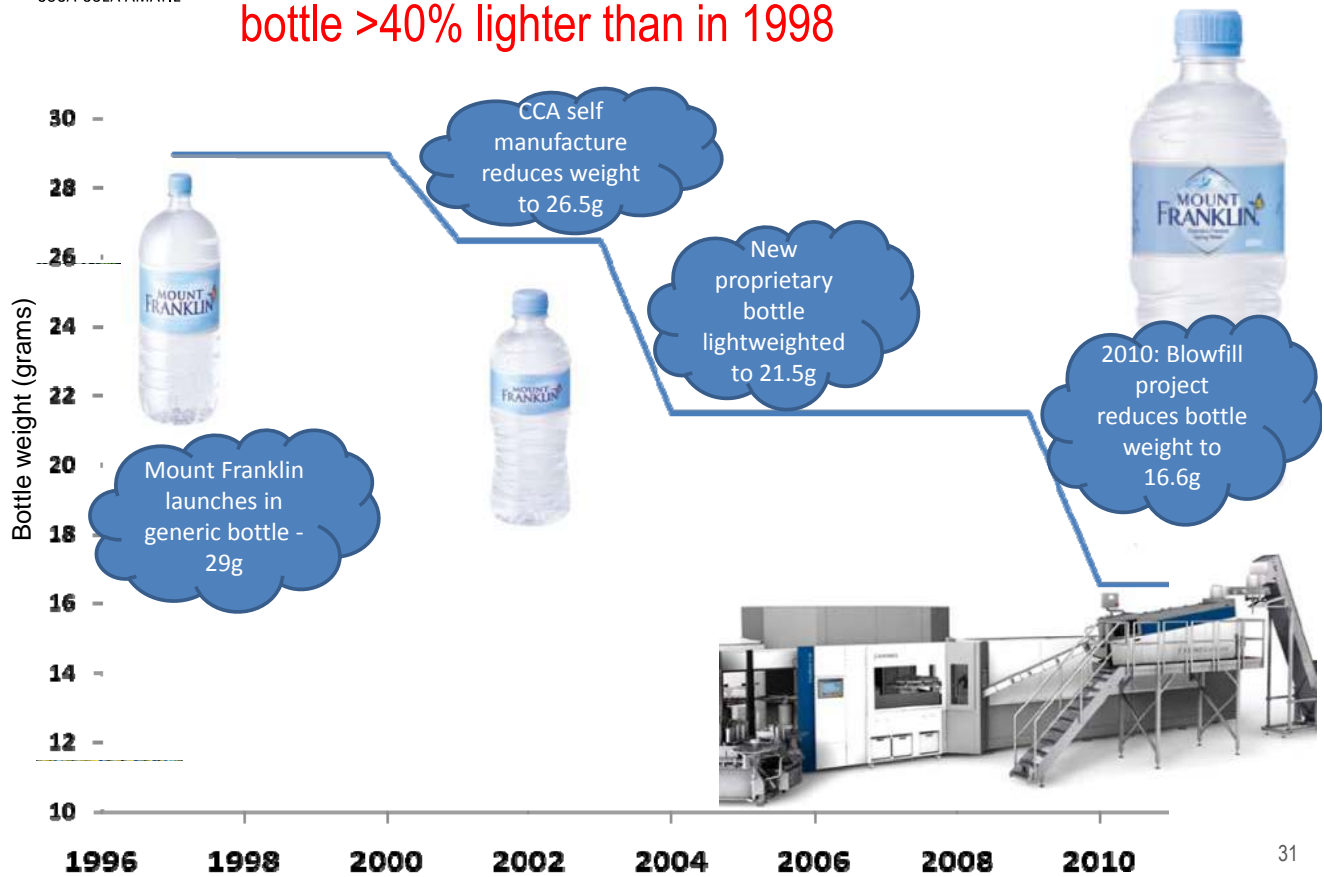 bottle >40% lighter than in 1998
30
28
26
24
22
20
18
16
14
12
10
Bottle weight (grams)
CCA self
manufacture
reduces weight
to 26.5g
New
proprietary
bottle
lightweighted
to 21.5g
2010: Blowfill
project
reduces bottle
weight to
16.6g
Mount Franklin
launches in
generic bottle -
29g
MOUNT
FRANKLIN
MOUNT
FRANKLIN
MOUNT
FRANKLIN
1996
1998
2000
2002
2004
2006
2008
2010
31